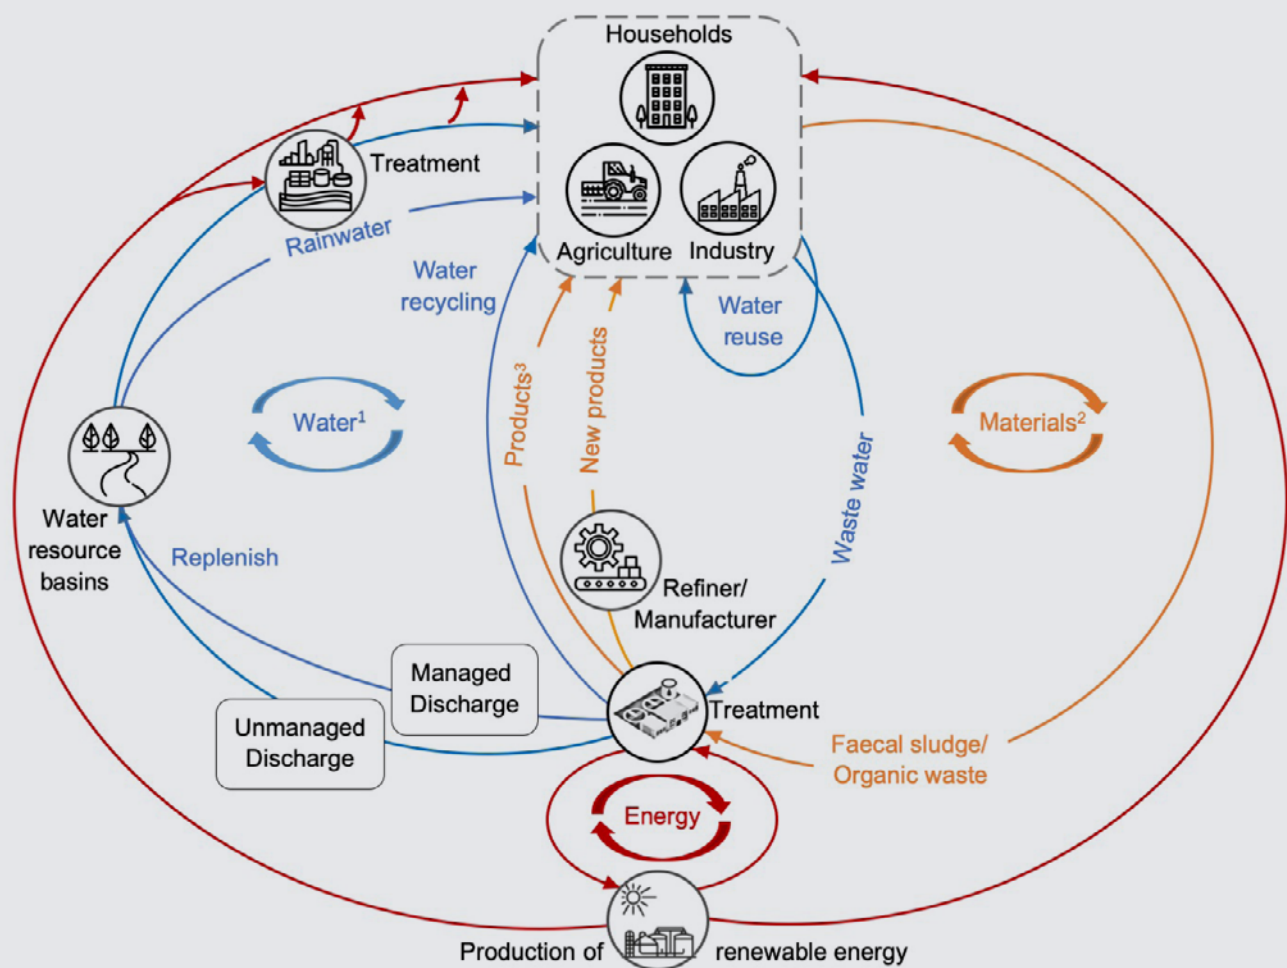 Households
Treatment
Rainwater
Agriculture
Industry
Water
recycling
Water
reuse
Products³
New products
Water¹
Materials²
Waste water
Water
resource
basins
Replenish
Refiner/
Manufacturer
Managed
Discharge
Unmanaged
Discharge
Treatment
Faecal sludge/
Organic waste
Energy
Production of renewable energy